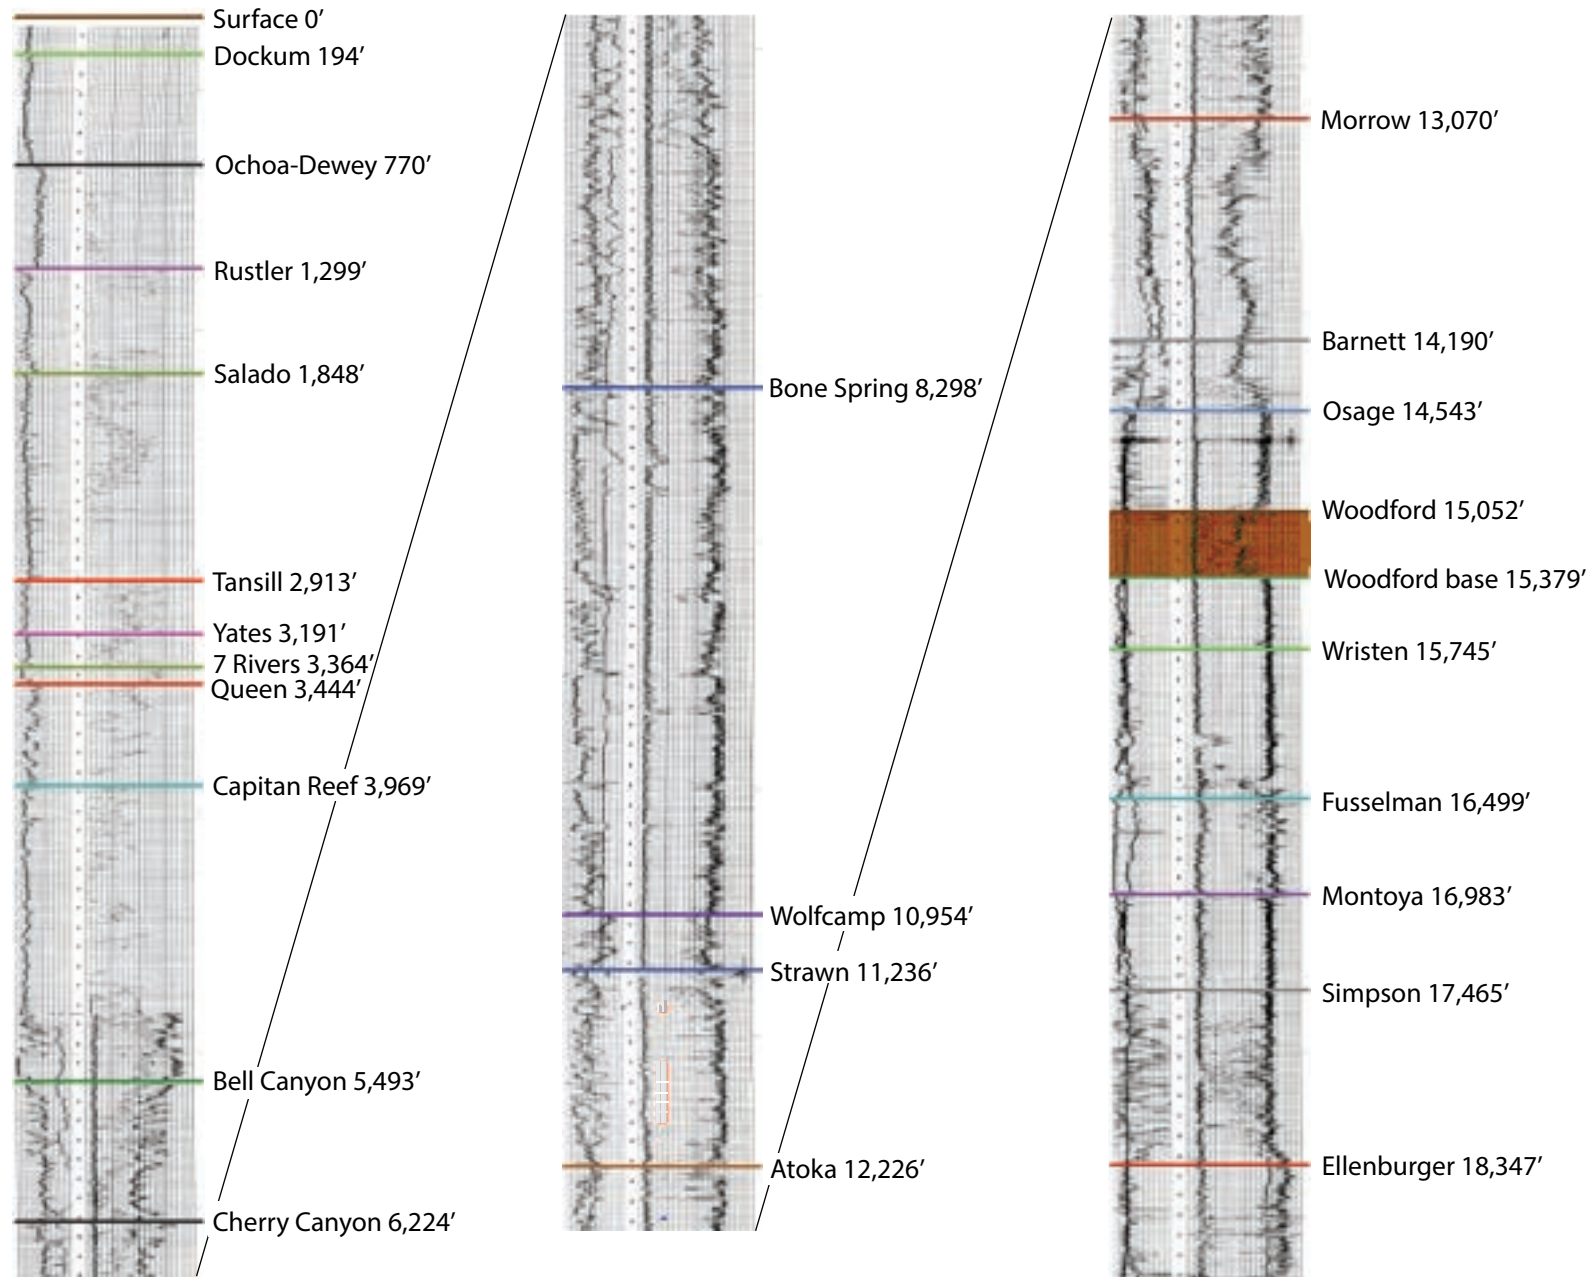 Surface 0′
Dockum 194′
Ochoa-Dewey 770′
Rustler 1,299′
Salado 1,848′
Tansill 2,913′
Yates 3,191′
7 Rivers 3,364′
Queen 3,444′
Capitan Reef 3,969′
Bell Canyon 5,493′
Cherry Canyon 6,224′
Bone Spring 8,298′
Wolfcamp 10,954′
Strawn 11,236′
Atoka 12,226′
Morrow 13,070′
Barnett 14,190′
Osage 14,543′
Woodford 15,052′
Woodford base 15,379′
Wristen 15,745′
Fusselman 16,499′
Montoya 16,983′
Simpson 17,465′
Ellenburger 18,347′